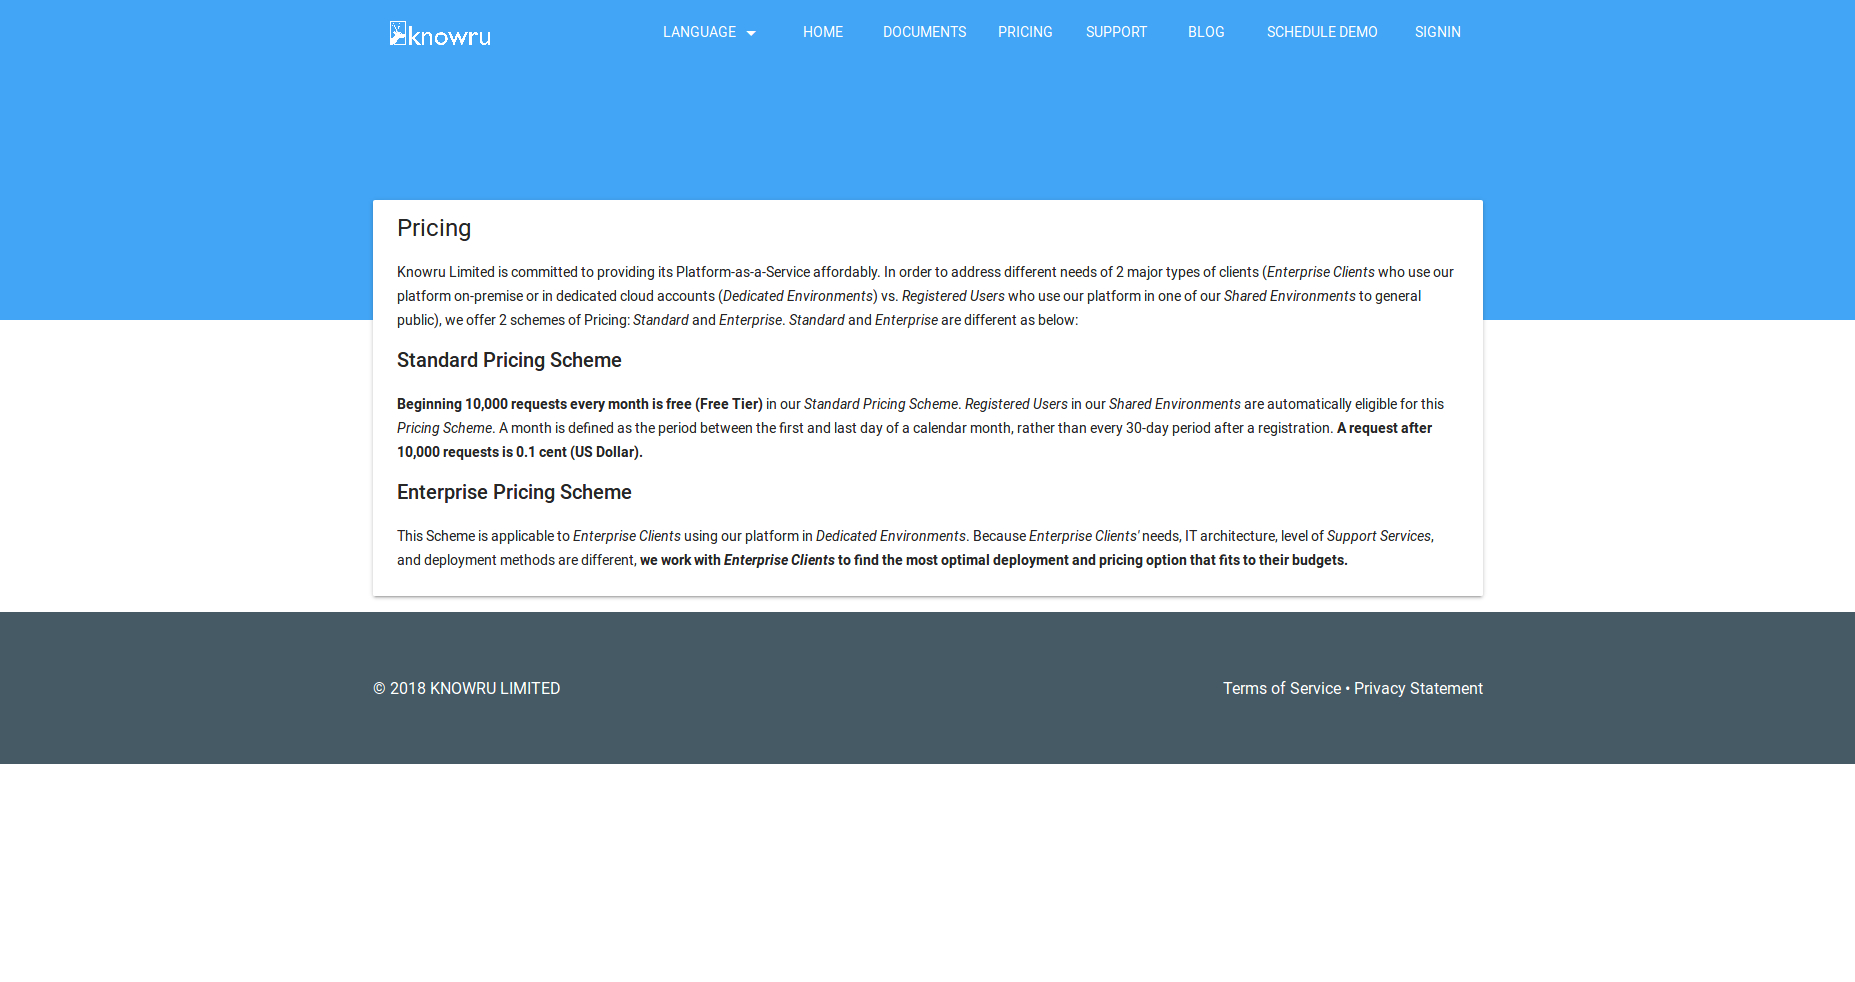 knowru
LANGUAGE
HOME
DOCUMENTS
PRICING
SUPPORT
BLOG
SCHEDULE DEMO
SIGNIN
Pricing
Knowru Limited is committed to providing its Platform-as-a-Service affordably. In order to address different needs of 2 major types of clients (Enterprise Clients who use our
platform on-premise or in dedicated cloud accounts (Dedicated Environments) vs. Registered Users who use our platform in one of our Shared Environments to general
public), we offer 2 schemes of Pricing: Standard and Enterprise. Standard and Enterprise are different as below:
Standard Pricing Scheme
Beginning 10,000 requests every month is free (Free Tier) in our Standard Pricing Scheme. Registered Users in our Shared Environments are automatically eligible for this
Pricing Scheme. A month is defined as the period between the first and last day of a calendar month, rather than every 30-day period after a registration. A request after
10,000 requests is 0.1 cent (US Dollar).
Enterprise Pricing Scheme
This Scheme is applicable to Enterprise Clients using our platform in Dedicated Environments. Because Enterprise Clients' needs, IT architecture, level of Support Services,
and deployment methods are different, we work with Enterprise Clients to find the most optimal deployment and pricing option that fits to their budgets.
© 2018 KNOWRU LIMITED
Terms of Service • Privacy Statement